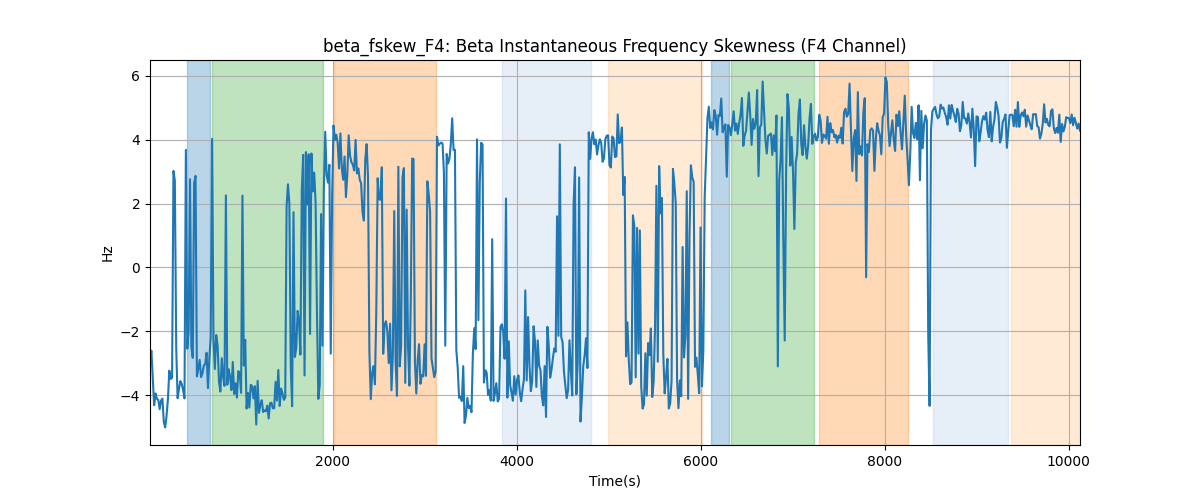 beta_fskew_F4: Beta Instantaneous Frequency Skewness (F4 Channel)
6
4
2
0
−2
−4
Hz
2000 4000 6000 8000 10000
Time(s)